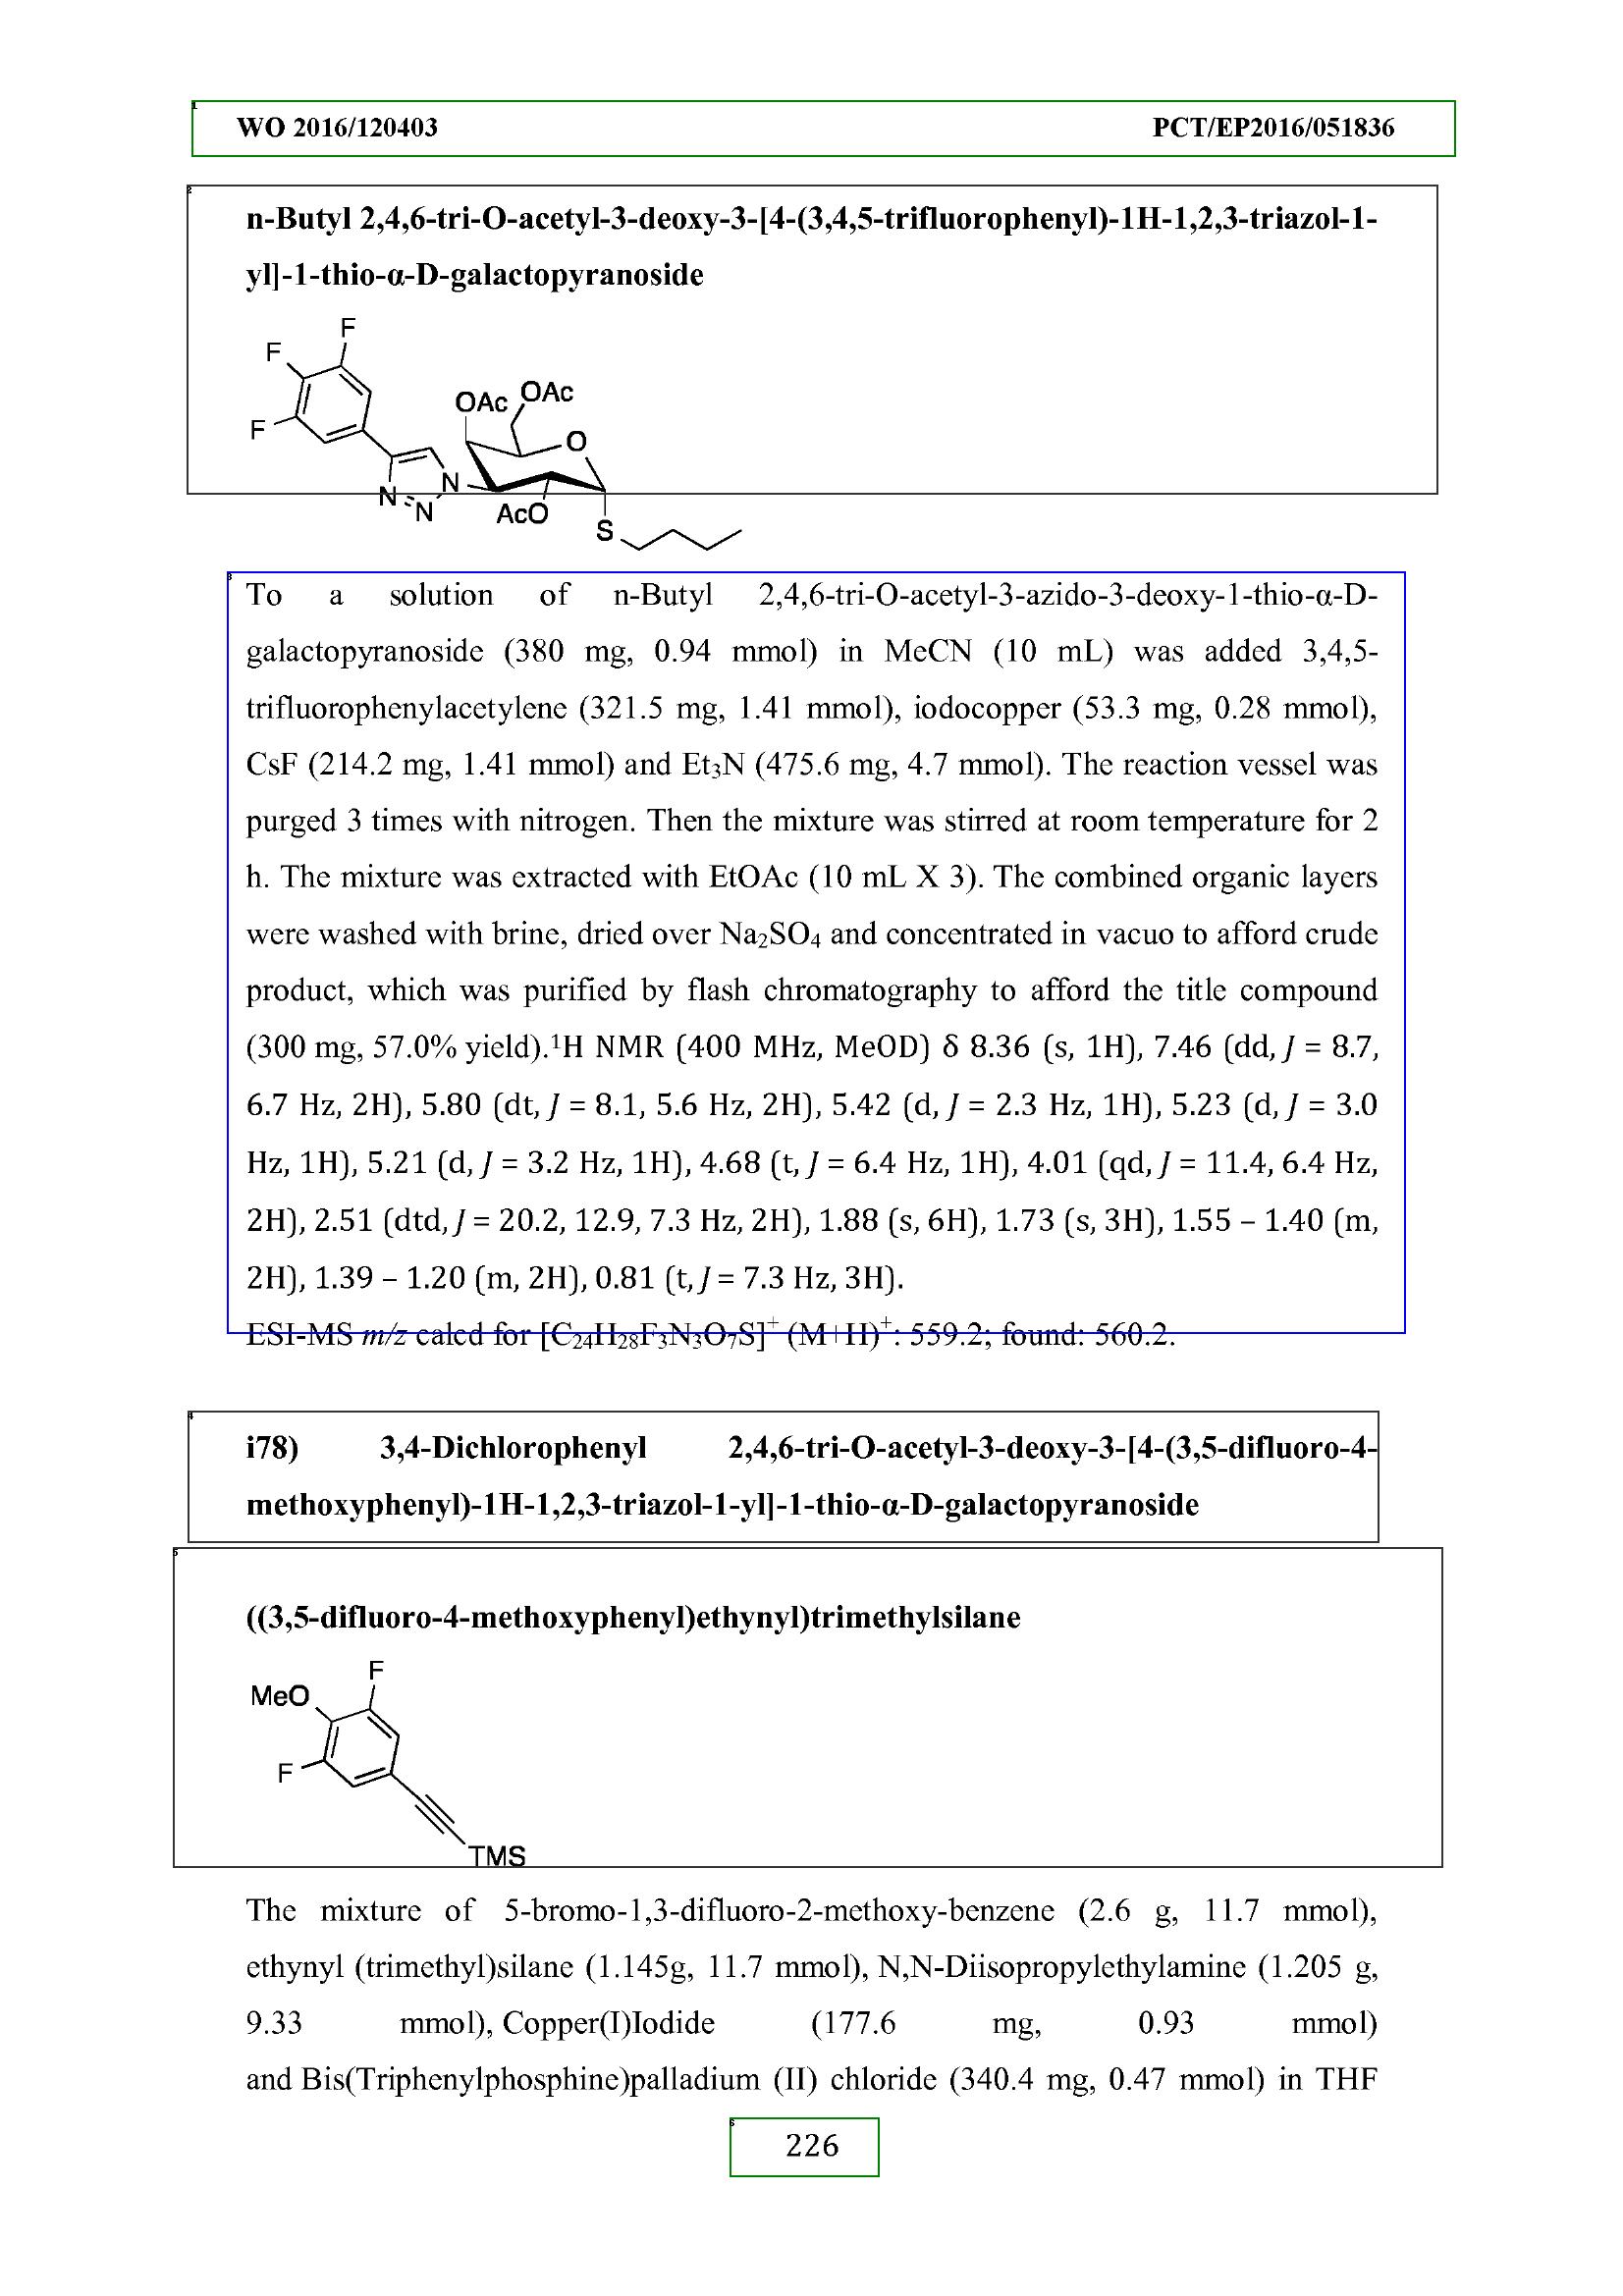 WO 2016/120403 PCT/EP2016/051836
n-Butyl 2,4,6-tri-O-acetyl-3-deoxy-3-[4-(3,4,5-trifluorophenyl)-1H-1,2,3-triazol-1-
yl]-1-thio-α-D-galactopyranoside
F
F
OAc
OAc
F
O
N
N
N
AcO
S
To a solution of n-Butyl 2,4,6-tri-O-acetyl-3-azido-3-deoxy-1-thio-α-D-
galactopyranoside (380 mg, 0.94 mmol) in MeCN (10 mL) was added 3,4,5-
trifluorophenylacetylene (321.5 mg, 1.41 mmol), iodocopper (53.3 mg, 0.28 mmol),
CsF (214.2 mg, 1.41 mmol) and Et₃N (475.6 mg, 4.7 mmol). The reaction vessel was
purged 3 times with nitrogen. Then the mixture was stirred at room temperature for 2
h. The mixture was extracted with EtOAc (10 mL X 3). The combined organic layers
were washed with brine, dried over Na₂SO₄ and concentrated in vacuo to afford crude
product, which was purified by flash chromatography to afford the title compound
(300 mg, 57.0% yield).¹H NMR (400 MHz, MeOD) δ 8.36 (s, 1H), 7.46 (dd, J = 8.7,
6.7 Hz, 2H), 5.80 (dt, J = 8.1, 5.6 Hz, 2H), 5.42 (d, J = 2.3 Hz, 1H), 5.23 (d, J = 3.0
Hz, 1H), 5.21 (d, J = 3.2 Hz, 1H), 4.68 (t, J = 6.4 Hz, 1H), 4.01 (qd, J = 11.4, 6.4 Hz,
2H), 2.51 (dtd, J = 20.2, 12.9, 7.3 Hz, 2H), 1.88 (s, 6H), 1.73 (s, 3H), 1.55 – 1.40 (m,
2H), 1.39 – 1.20 (m, 2H), 0.81 (t, J = 7.3 Hz, 3H).
ESI-MS m/z calcd for [C₂₄H₂₈F₃N₃O₇S]⁺ (M+H)⁺: 559.2; found: 560.2.
i78) 3,4-Dichlorophenyl 2,4,6-tri-O-acetyl-3-deoxy-3-[4-(3,5-difluoro-4-
methoxyphenyl)-1H-1,2,3-triazol-1-yl]-1-thio-α-D-galactopyranoside
((3,5-difluoro-4-methoxyphenyl)ethynyl)trimethylsilane
F
MeO
F
TMS
The mixture of 5-bromo-1,3-difluoro-2-methoxy-benzene (2.6 g, 11.7 mmol),
ethynyl (trimethyl)silane (1.145g, 11.7 mmol), N,N-Diisopropylethylamine (1.205 g,
9.33 mmol), Copper(I)Iodide (177.6 mg, 0.93 mmol)
and Bis(Triphenylphosphine)palladium (II) chloride (340.4 mg, 0.47 mmol) in THF
226